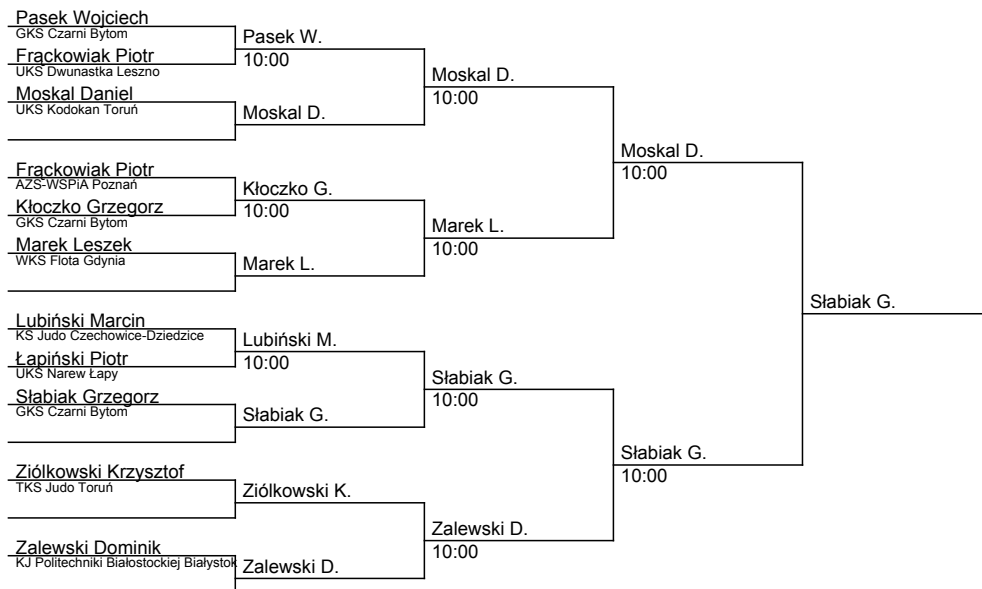 Pasek Wojciech
GKS Czarni Bytom
Frąckowiak Piotr
UKS Dwunastka Leszno
Moskal Daniel
UKS Kodokan Toruń
Frąckowiak Piotr
AZS-WSPiA Poznań
Kłoczko Grzegorz
GKS Czarni Bytom
Marek Leszek
WKS Flota Gdynia
Lubiński Marcin
KS Judo Czechowice-Dziedzice
Łapiński Piotr
UKS Narew Łapy
Słabiak Grzegorz
GKS Czarni Bytom
Ziólkowski Krzysztof
TKS Judo Toruń
Zalewski Dominik
KJ Politechniki Białostockiej Białystok
Pasek W.
10:00
Moskal D.
Kłoczko G.
10:00
Marek L.
Lubiński M.
10:00
Słabiak G.
Ziólkowski K.
Zalewski D.
Moskal D.
10:00
Marek L.
10:00
Słabiak G.
10:00
Zalewski D.
10:00
Moskal D.
10:00
Słabiak G.
10:00
Słabiak G.